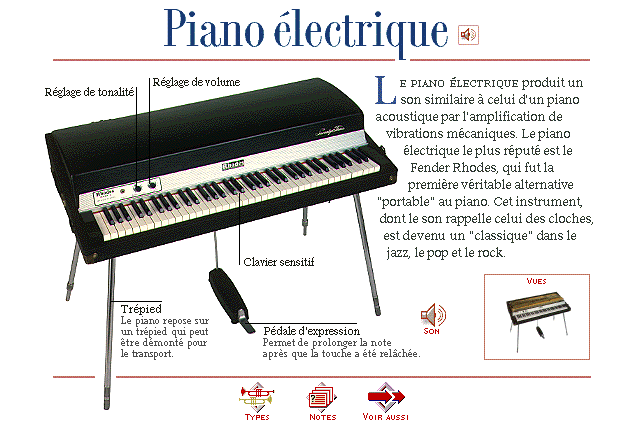 Piano électrique
Réglage de tonalité
Réglage de volume
LE PIANO ÉLECTRIQUE produit un
son similaire à celui d'un piano
acoustique par l'amplification de
vibrations mécaniques. Le piano
électrique le plus réputé est le
Fender Rhodes, qui fut la
première véritable alternative
"portable" au piano. Cet instrument,
dont le son rappelle celui des cloches,
est devenu un "classique" dans le
jazz, le pop et le rock.
Rhodes
Rhodes
Clavier sensitif
Trépied
Le piano repose sur
un trépied qui peut
être démonté pour
le transport.
Pédale d'expression
Permet de prolonger la note
après que la touche a été relâchée.
SON
VUES
TYPES
NOTES
VOIR AUSSI